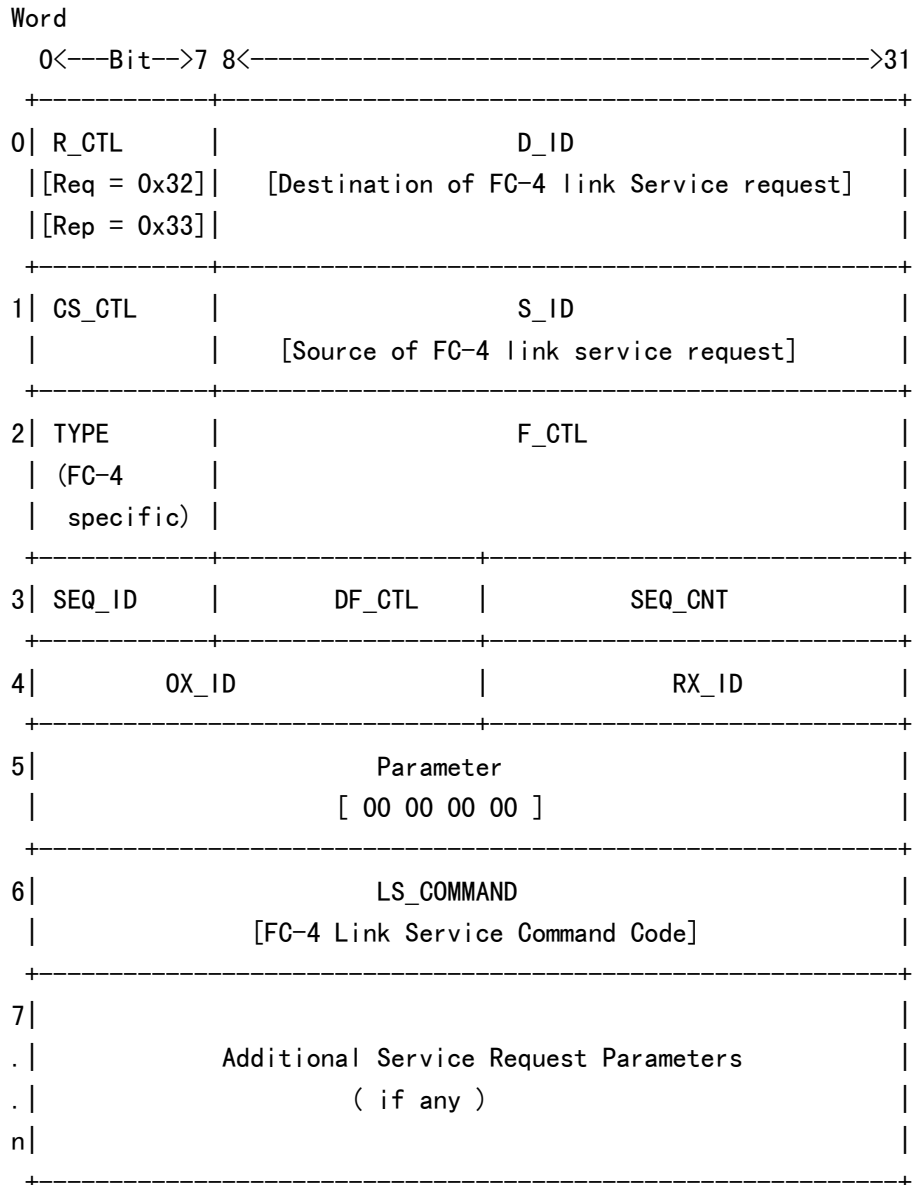 Word
0<---Bit-->7 8<-------------------------------------------->31
+------------+------------------------------------------------+
0| R_CTL | D_ID |
|[Req = 0x32]| [Destination of FC-4 link Service request] |
|[Rep = 0x33]| |
+------------+------------------------------------------------+
1| CS_CTL | S_ID |
| | [Source of FC-4 link service request] |
+------------+------------------------------------------------+
2| TYPE | F_CTL |
| (FC-4 | |
| specific) | |
+------------+------------------+-----------------------------+
3| SEQ_ID | DF_CTL | SEQ_CNT |
+------------+------------------+-----------------------------+
4| OX_ID | RX_ID |
+-------------------------------+-----------------------------+
5| Parameter |
| [ 00 00 00 00 ] |
+-------------------------------------------------------------+
6| LS_COMMAND |
| [FC-4 Link Service Command Code] |
+-------------------------------------------------------------+
7| |
.| Additional Service Request Parameters |
.| ( if any ) |
n| |
+-------------------------------------------------------------+